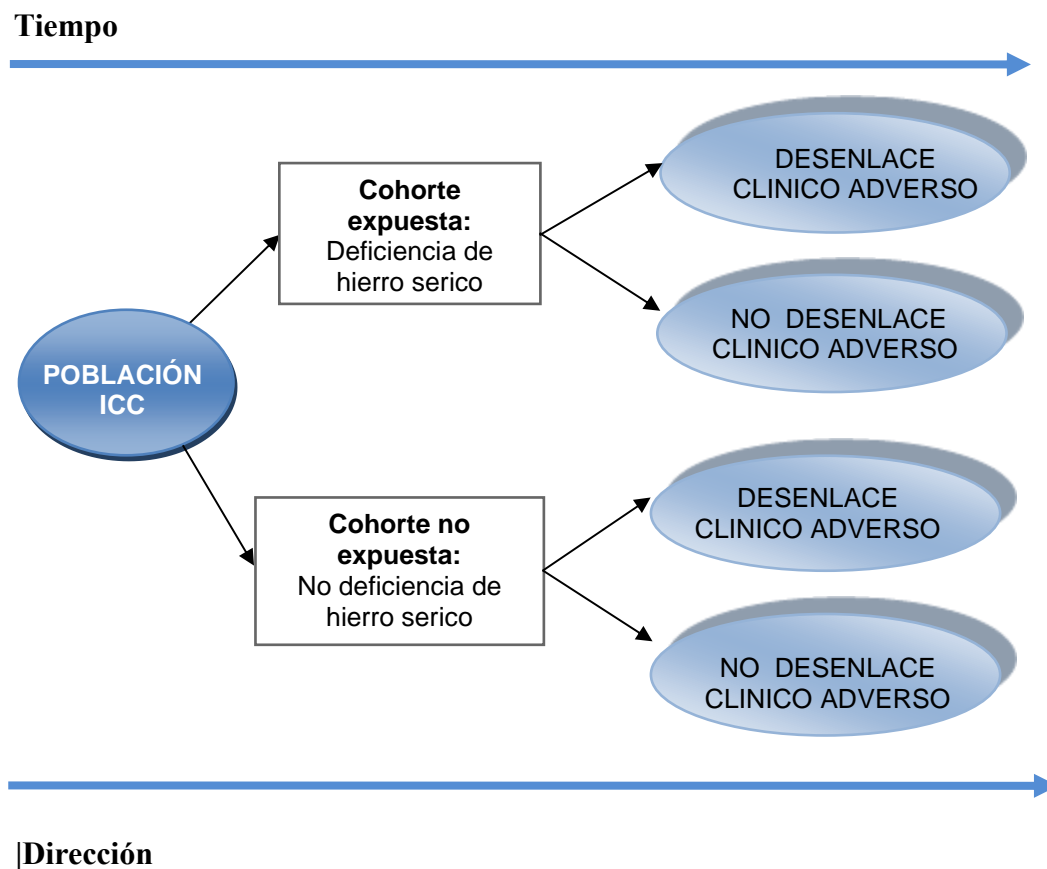 Tiempo
Cohorte
expuesta:
Deficiencia de
hierro serico
DESENLACE
CLINICO ADVERSO
NO DESENLACE
CLINICO ADVERSO
POBLACIÓN
ICC
Cohorte no
expuesta:
No deficiencia de
hierro serico
DESENLACE
CLINICO ADVERSO
NO DESENLACE
CLINICO ADVERSO
|Dirección